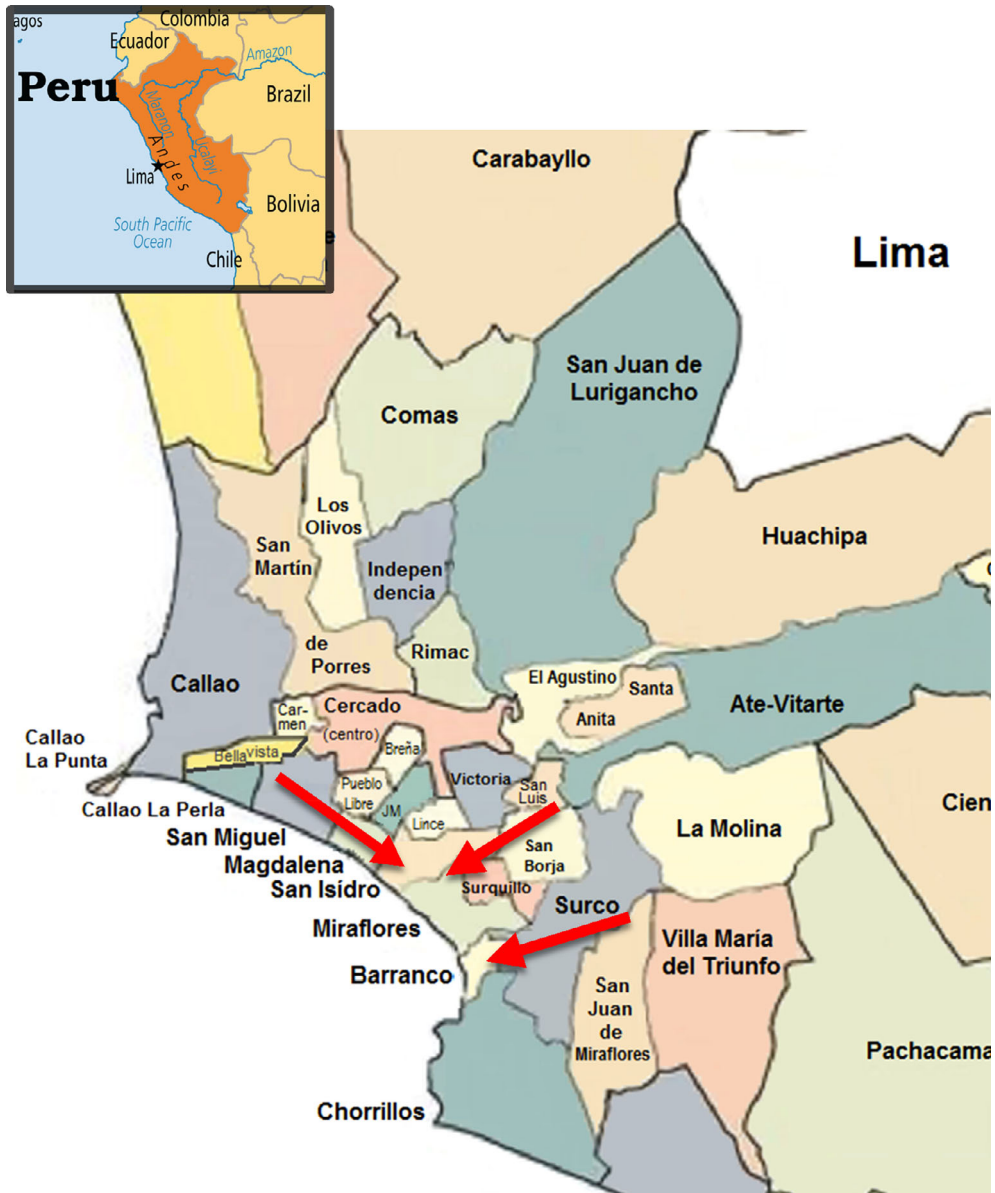 agos
Colombia
Ecuador
Amazon
Peru
Brazil
Maranon
Ucalayi
Andes
Lima
Bolivia
South Pacific
Ocean
Chile
Carabayllo
Lima
San Juan de
Lurigancho
Comas
Los
Olivos
San
Martín
Indepen
dencia
Huachipa
de
Porres
Rimac
El Agustino
Santa
Anita
Callao
Car-
men
Cercado
(centro)
Ate-Vitarte
Callao
La Punta
Bellavista
Breña
Pueblo
Libre
Victoria
San
Luis
Cien
Callao La Perla
JM
Lince
La Molina
San Miguel
Magdalena
San Isidro
San
Borja
Surquillo
Surco
Miraflores
Villa María
del Triunfo
Barranco
San
Juan
de
Miraflores
Pachacama
Chorrillos